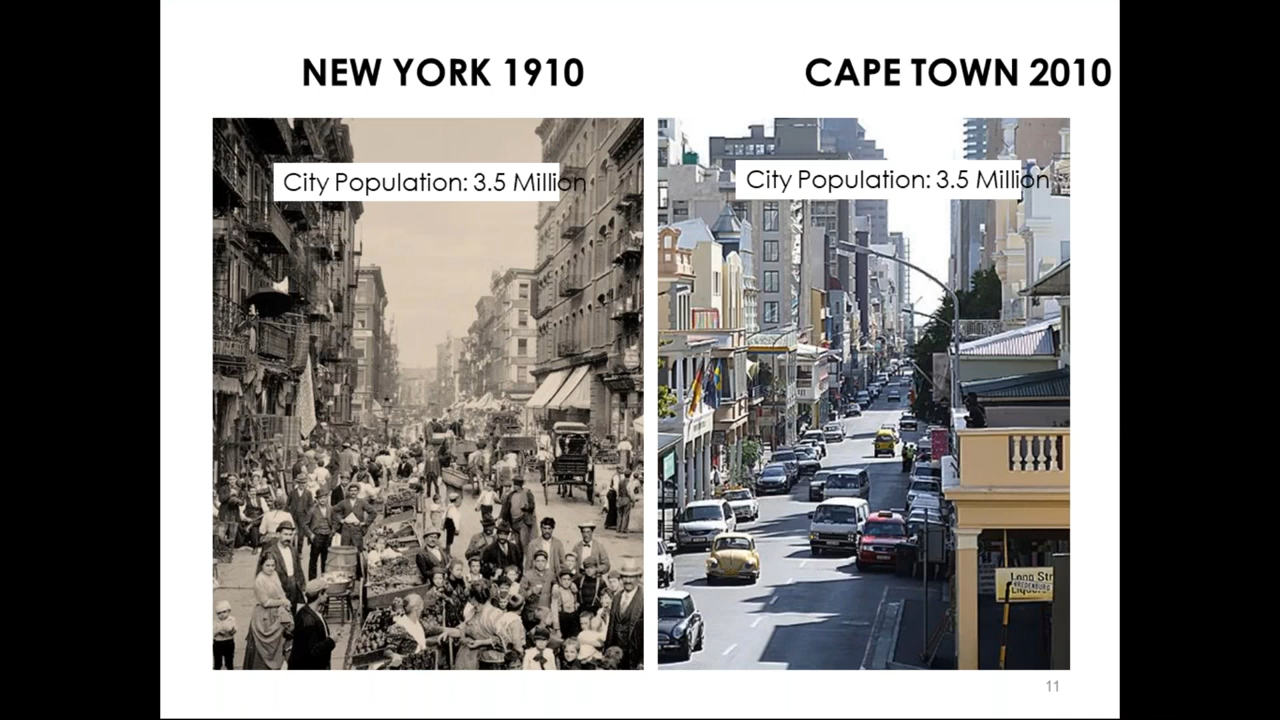 NEW YORK 1910
CAPE TOWN 2010
City Population: 3.5 Million
City Population: 3.5 Million
Long Str
Liquors
11